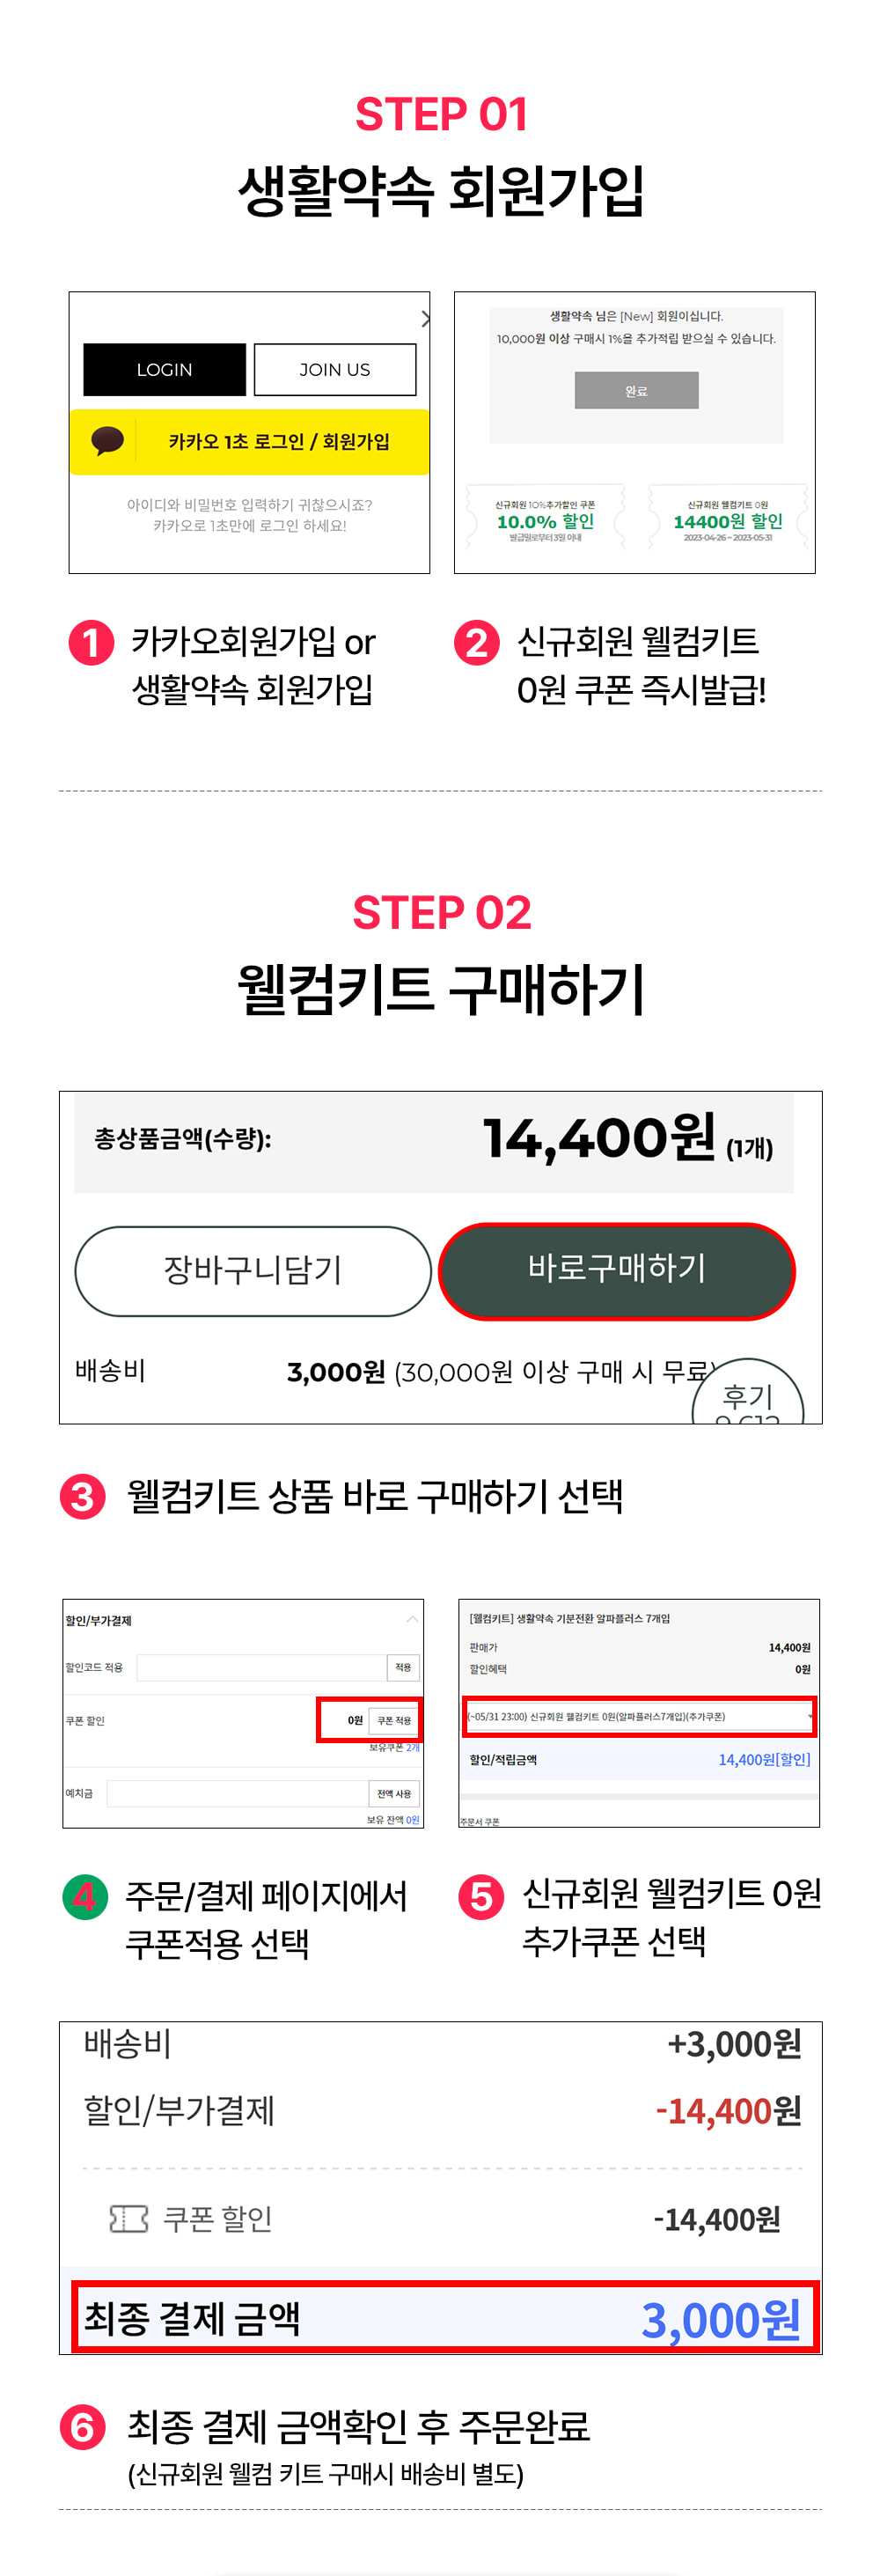 STEP 01
생활약속 회원가입
LOGIN
JOIN US
카카오 1초 로그인 / 회원가입
아이디와 비밀번호 입력하기 귀찮으시죠?
카카오로 1초만에 로그인 하세요!
생활약속 님은 [New] 회원이십니다.
10,000원 이상 구매시 1%을 추가적립 받으실 수 있습니다.
완료
신규회원 10%추가할인 쿠폰
10.0% 할인
발급일로부터 3일 이내
신규회원 웰컴키트 0원
14400원 할인
2023-04-26 ~ 2023-05-31
1 카카오회원가입 or
생활약속 회원가입
2 신규회원 웰컴키트
0원 쿠폰 즉시발급!
STEP 02
웰컴키트 구매하기
총상품금액(수량): 14,400원 (1개)
장바구니담기
바로구매하기
배송비 3,000원 (30,000원 이상 구매 시 무료)
후기
3 웰컴키트 상품 바로 구매하기 선택
할인/부가결제
할인코드 적용 적용
쿠폰 할인 0원 쿠폰 적용
보유쿠폰 2개
예치금 전액 사용
보유 잔액 0원
[웰컴키트] 생활약속 기분전환 알파플러스 7개입
판매가 14,400원
할인혜택 0원
(~05/31 23:00) 신규회원 웰컴키트 0원(알파플러스7개입)(추가쿠폰)
할인/적립금액 14,400원[할인]
주문서 쿠폰
4 주문/결제 페이지에서
쿠폰적용 선택
5 신규회원 웰컴키트 0원
추가쿠폰 선택
배송비 +3,000원
할인/부가결제 -14,400원
쿠폰 할인 -14,400원
최종 결제 금액 3,000원
6 최종 결제 금액확인 후 주문완료
(신규회원 웰컴 키트 구매시 배송비 별도)